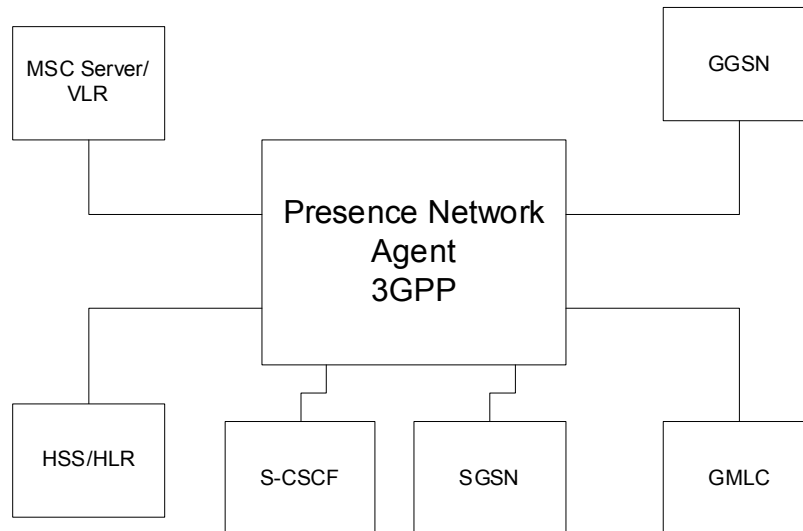 MSC Server/
VLR
GGSN
Presence Network
Agent
3GPP
HSS/HLR
S-CSCF
SGSN
GMLC